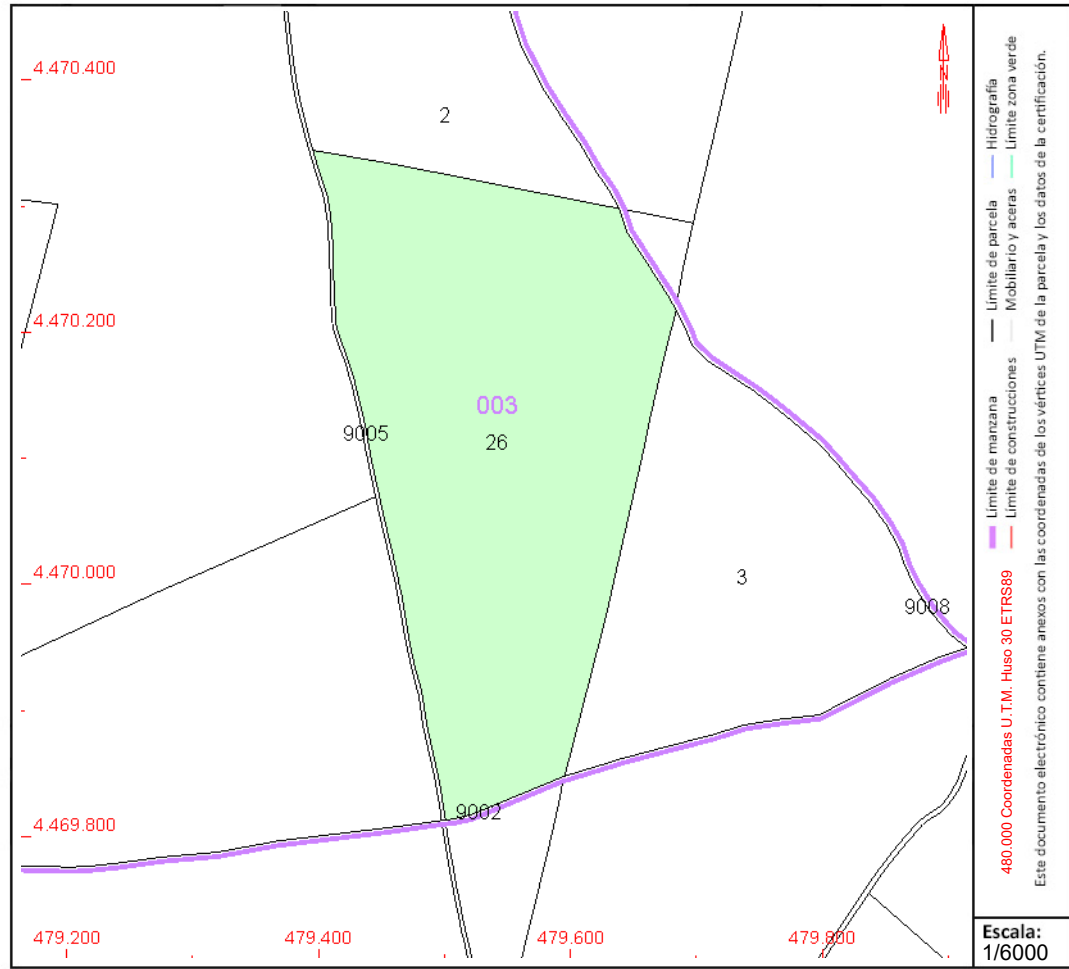 4.470.400
2
N
4.470.200
003
26
9005
4.470.000
3
9008
9002
4.469.800
479.200
479.400
479.600
479.800
Hidrografía
Límite zona verde
Límite de parcela
Mobiliario y aceras
Límite de manzana
Límite de construcciones
480.000 Coordenadas U.T.M. Huso 30 ETRS89
Este documento electrónico contiene anexos con las coordenadas de los vértices UTM de la parcela y los datos de la certificación.
Escala:
1/6000